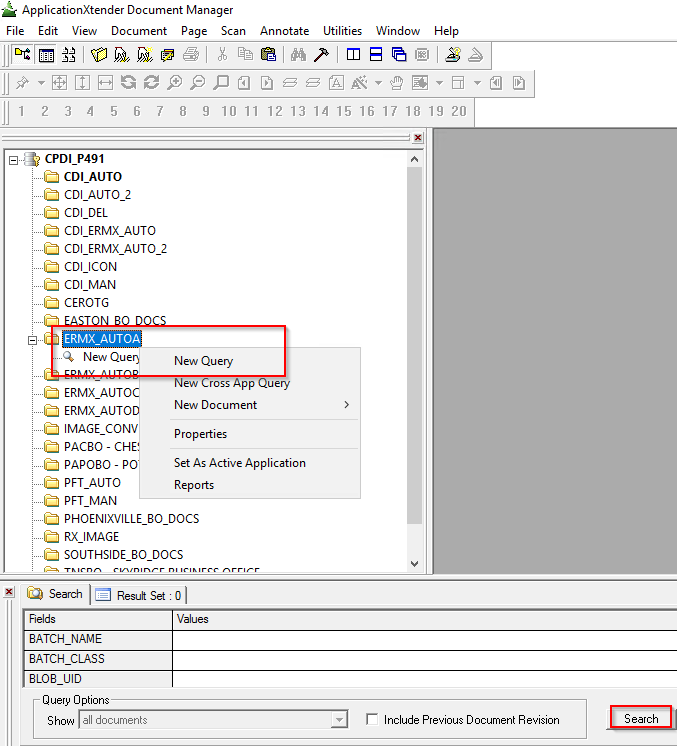 ApplicationXtender Document Manager
File Edit View Document Page Scan Annotate Utilities Window Help
1 2 3 4 5 6 7 8 9 10 11 12 13 14 15 16 17 18 19 20
CPDI_P491
CDI_AUTO
CDI_AUTO_2
CDI_DEL
CDI_ERMX_AUTO
CDI_ERMX_AUTO_2
CDI_ICON
CDI_MAN
CEROTG
EASTON_BO_DOCS
ERMX_AUTOA
New Query
New Query
ERMX_AUTOB
New Cross App Query
ERMX_AUTOC
New Document
ERMX_AUTOD
IMAGE_CONV
Properties
PACBO - CHES
PAPOBO - PO
Set As Active Application
PFT_AUTO
Reports
PFT_MAN
PHOENIXVILLE_BO_DOCS
RX_IMAGE
SOUTHSIDE_BO_DOCS
TNSBO - SKYRIDGE BUSINESS OFFICE
Search Result Set : 0
Fields Values
BATCH_NAME
BATCH_CLASS
BLOB_UID
Query Options
Show all documents Include Previous Document Revision Search